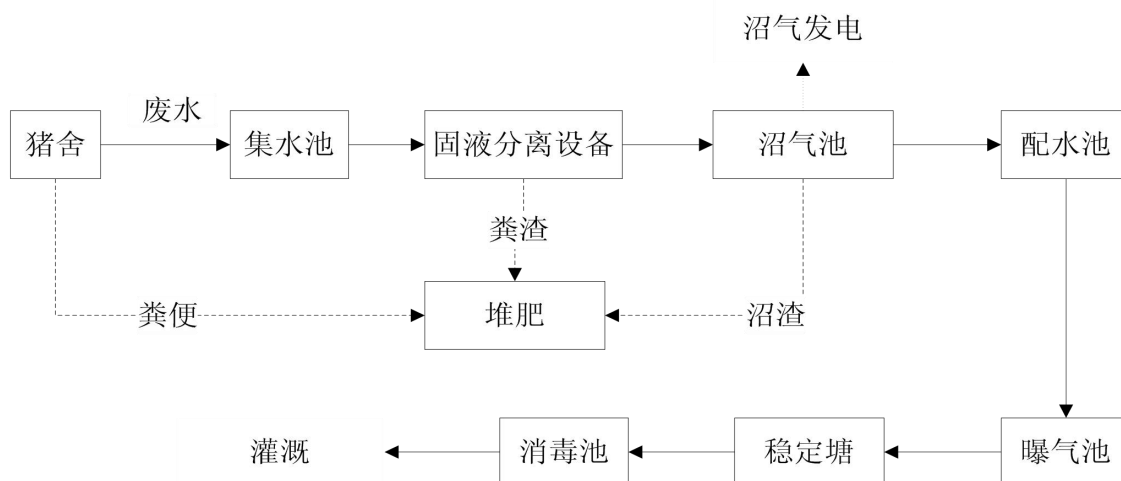 沼气发电
废水
猪舍
集水池
固液分离设备
沼气池
配水池
粪渣
粪便
堆肥
沼渣
灌溉
消毒池
稳定塘
曝气池